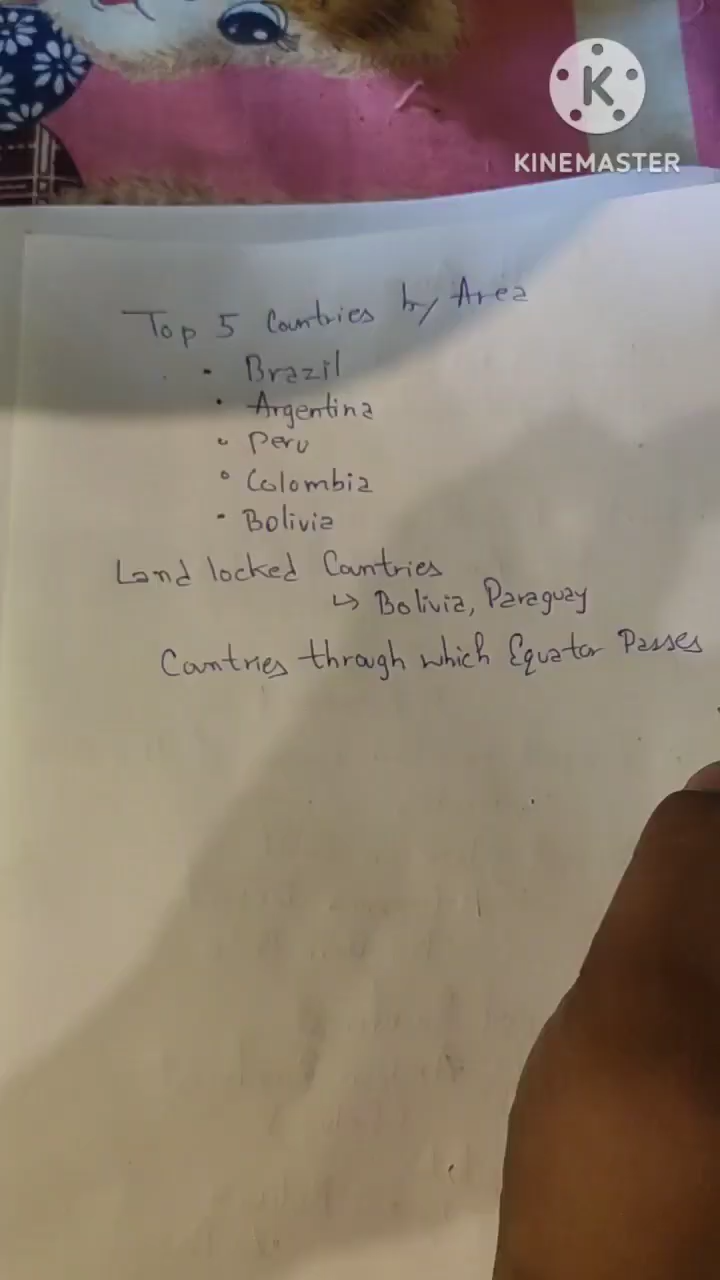 KINEMASTER
Top 5 Countries by Area
• Brazil
• Argentina
• Peru
• Colombia
• Bolivia
Land locked Countries
↳ Bolivia, Paraguay
Countries through which Equator Passes